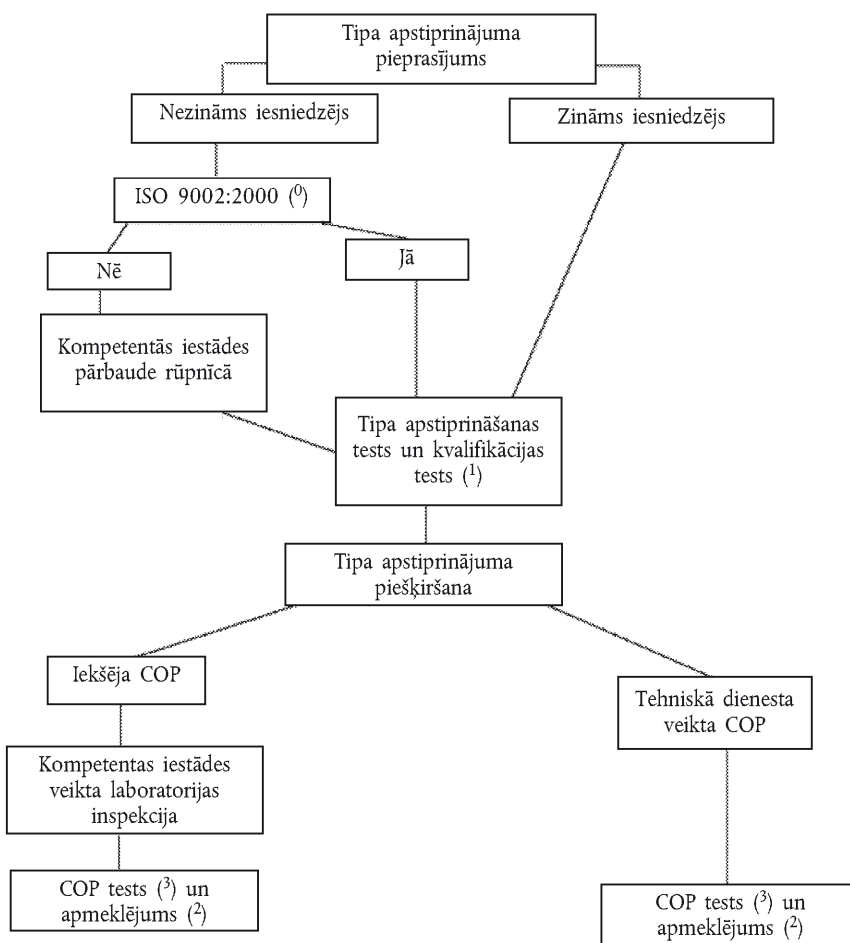 Tipa apstiprinājuma
pieprasījums
Nezināms iesniedzējs
Zināms iesniedzējs
ISO 9002:2000 (⁰)
Nē
Jā
Kompetentās iestādes
pārbaude rūpnīcā
Tipa apstiprināšanas
tests un kvalifikācijas
tests (¹)
Tipa apstiprinājuma
piešķiršana
Iekšēja COP
Tehniskā dienesta
veikta COP
Kompetentas iestādes
veikta laboratorijas
inspekcija
COP tests (³) un
apmeklējums (²)
COP tests (³) un
apmeklējums (²)